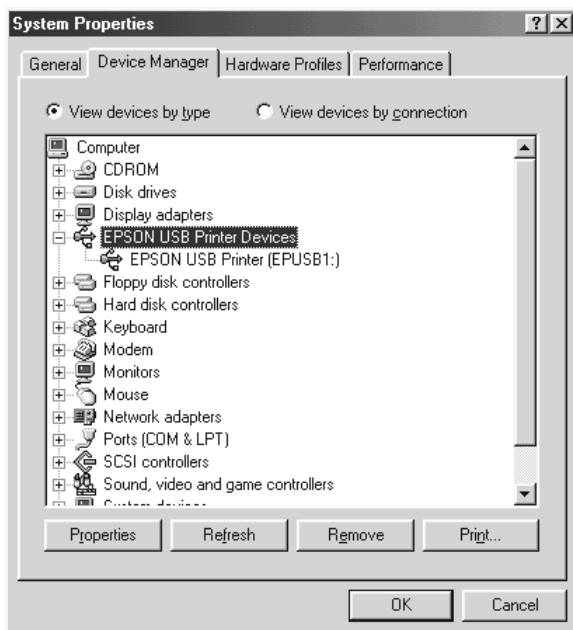 System Properties
General Device Manager Hardware Profiles Performance
View devices by type View devices by connection
Computer
CDROM
Disk drives
Display adapters
EPSON USB Printer Devices
EPSON USB Printer (EPUSB1:)
Floppy disk controllers
Hard disk controllers
Keyboard
Modem
Monitors
Mouse
Network adapters
Ports (COM & LPT)
SCSI controllers
Sound, video and game controllers
System devices
Properties Refresh Remove Print...
OK Cancel